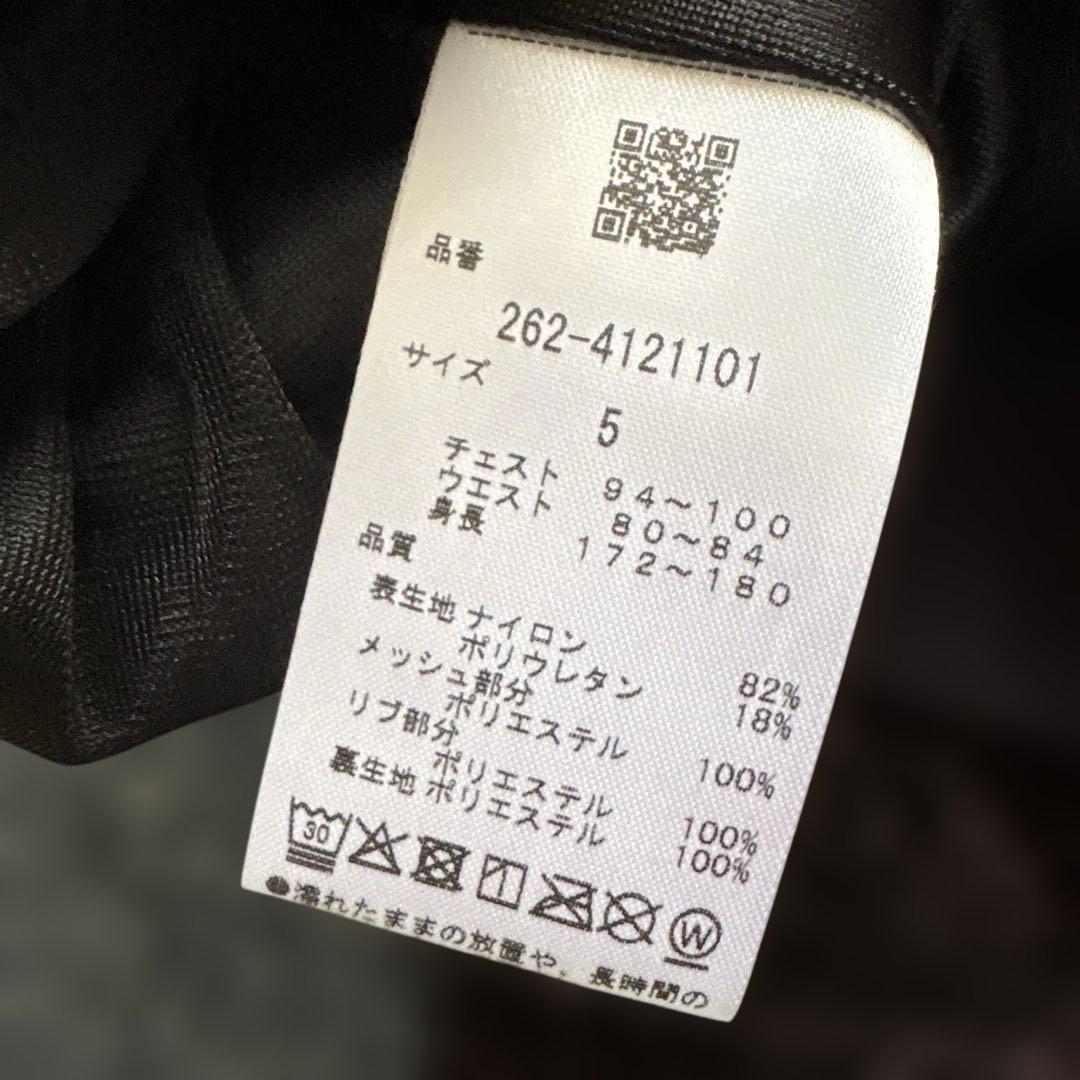 品番
262-4121101
サイズ
5
チェスト 94~100
ウエスト 80~84
身長 172~180
品質
表生地 ナイロン 82%
ポリウレタン 18%
メッシュ部分
ポリエステル 100%
リブ部分
ポリエステル 100%
裏生地 ポリエステル 100%
30
W
●濡れたままの放置や、長時間の